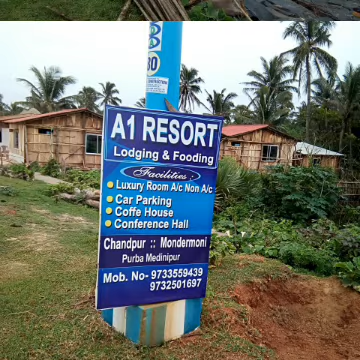 30
A1 RESORT
Lodging & Fooding
Facilities :
Luxury Room A/c Non A/c
Car Parking
Coffe House
Conference Hall
Chandpur :: Mondermoni
Purba Medinipur
Mob. No- 9733559439
9732501697